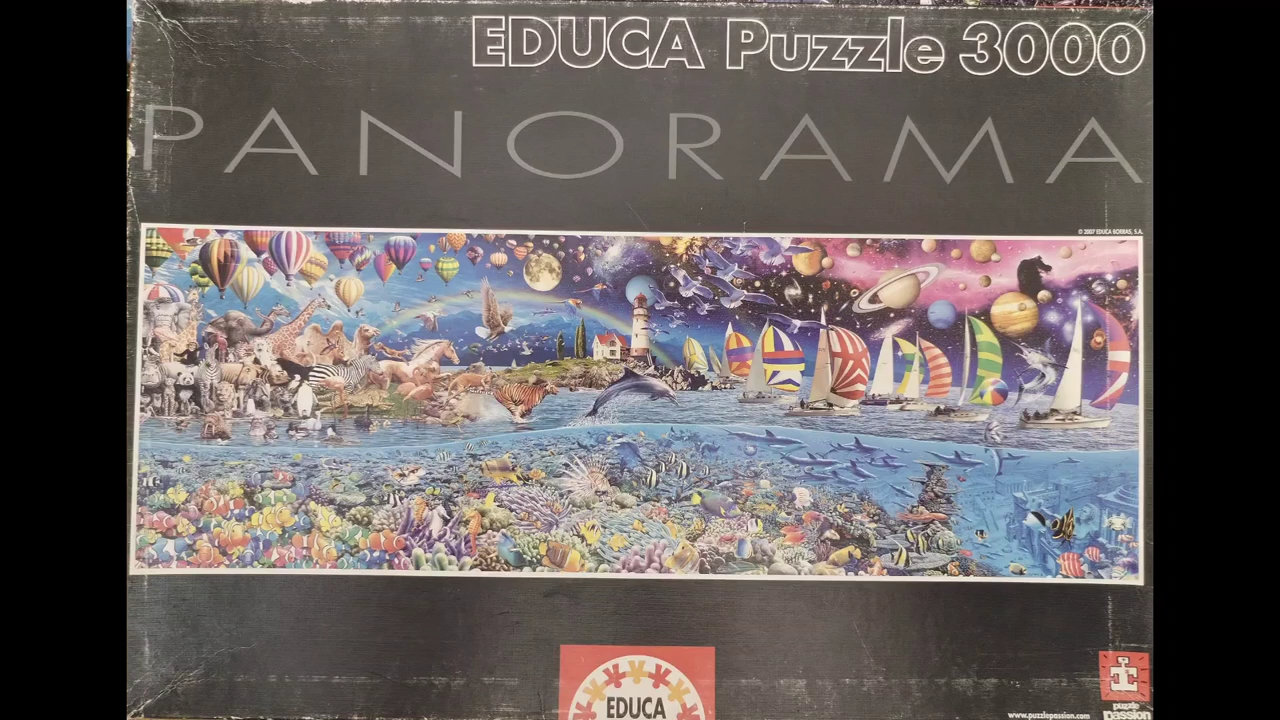 EDUCA Puzzle 3000
PANORAMA
© 2007 EDUCA BORRAS, S.A.
EDUCA
puzzle
passion
www.puzzlepassion.com